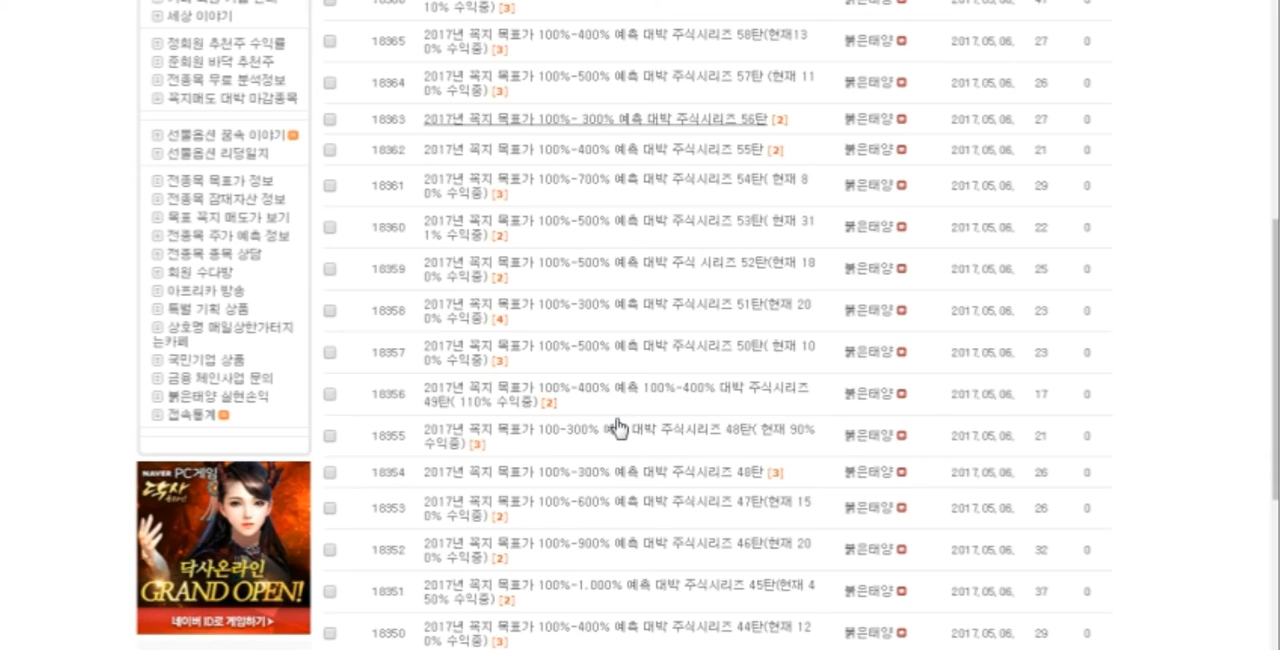 세상 이야기
정회원 추천주 수익률
준회원 바닥 추천주
전종목 무료 분석정보
꼭지매도 대박 마감종목
선물옵션 꿈속 이야기
선물옵션 리딩일지
전종목 목표가 정보
전종목 잠재자산 정보
목표 꼭지 매도가 보기
전종목 주가 예측 정보
전종목 종목 상담
회원 수다방
아프리카 방송
특별 기획 상품
상호명 매일상한가터지
는카페
국민기업 상품
금융 체인사업 문의
붉은태양 실현손익
접속통계
NAVER PC게임
닥사
온라인
닥사온라인
GRAND OPEN!
네이버 ID로 게임하기 >
10% 수익중) [3]
18365 2017년 꼭지 목표가 100%-400% 예측 대박 주식시리즈 58탄(현재13 붉은태양 2017.05.06. 27 0
0% 수익중) [3]
18364 2017년 꼭지 목표가 100%-500% 예측 대박 주식시리즈 57탄 (현재 11 붉은태양 2017.05.06. 26 0
0% 수익중) [3]
18363 2017년 꼭지 목표가 100%- 300% 예측 대박 주식시리즈 56탄 [2] 붉은태양 2017.05.06. 27 0
18362 2017년 꼭지 목표가 100%-400% 예측 대박 주식시리즈 55탄 [2] 붉은태양 2017.05.06. 21 0
18361 2017년 꼭지 목표가 100%-700% 예측 대박 주식시리즈 54탄( 현재 8 붉은태양 2017.05.06. 29 0
0% 수익중) [3]
18360 2017년 꼭지 목표가 100%-500% 예측 대박 주식시리즈 53탄( 현재 31 붉은태양 2017.05.06. 22 0
1% 수익중) [2]
18359 2017년 꼭지 목표가 100%-500% 예측 대박 주식 시리즈 52탄(현재 18 붉은태양 2017.05.06. 25 0
0% 수익중) [2]
18358 2017년 꼭지 목표가 100%-300% 예측 대박 주식시리즈 51탄(현재 20 붉은태양 2017.05.06. 23 0
0% 수익중) [4]
18357 2017년 꼭지 목표가 100%-500% 예측 대박 주식시리즈 50탄( 현재 10 붉은태양 2017.05.06. 23 0
0% 수익중) [3]
18356 2017년 꼭지 목표가 100%-400% 예측 100%-400% 대박 주식시리즈 붉은태양 2017.05.06. 17 0
49탄( 110% 수익중) [2]
18355 2017년 꼭지 목표가 100-300% 대박 주식시리즈 48탄( 현재 90% 붉은태양 2017.05.06. 21 0
수익중) [3]
18354 2017년 꼭지 목표가 100%-300% 예측 대박 주식시리즈 48탄 [3] 붉은태양 2017.05.06. 26 0
18353 2017년 꼭지 목표가 100%-600% 예측 대박 주식시리즈 47탄(현재 15 붉은태양 2017.05.06. 26 0
0% 수익중) [2]
18352 2017년 꼭지 목표가 100%-900% 예측 대박 주식시리즈 46탄(현재 20 붉은태양 2017.05.06. 32 0
0% 수익중) [2]
18351 2017년 꼭지 목표가 100%-1.000% 예측 대박 주식시리즈 45탄(현재 4 붉은태양 2017.05.06. 37 0
50% 수익중) [2]
18350 2017년 꼭지 목표가 100%-400% 예측 대박 주식시리즈 44탄(현재 12 붉은태양 2017.05.06. 29 0
0% 수익중) [3]